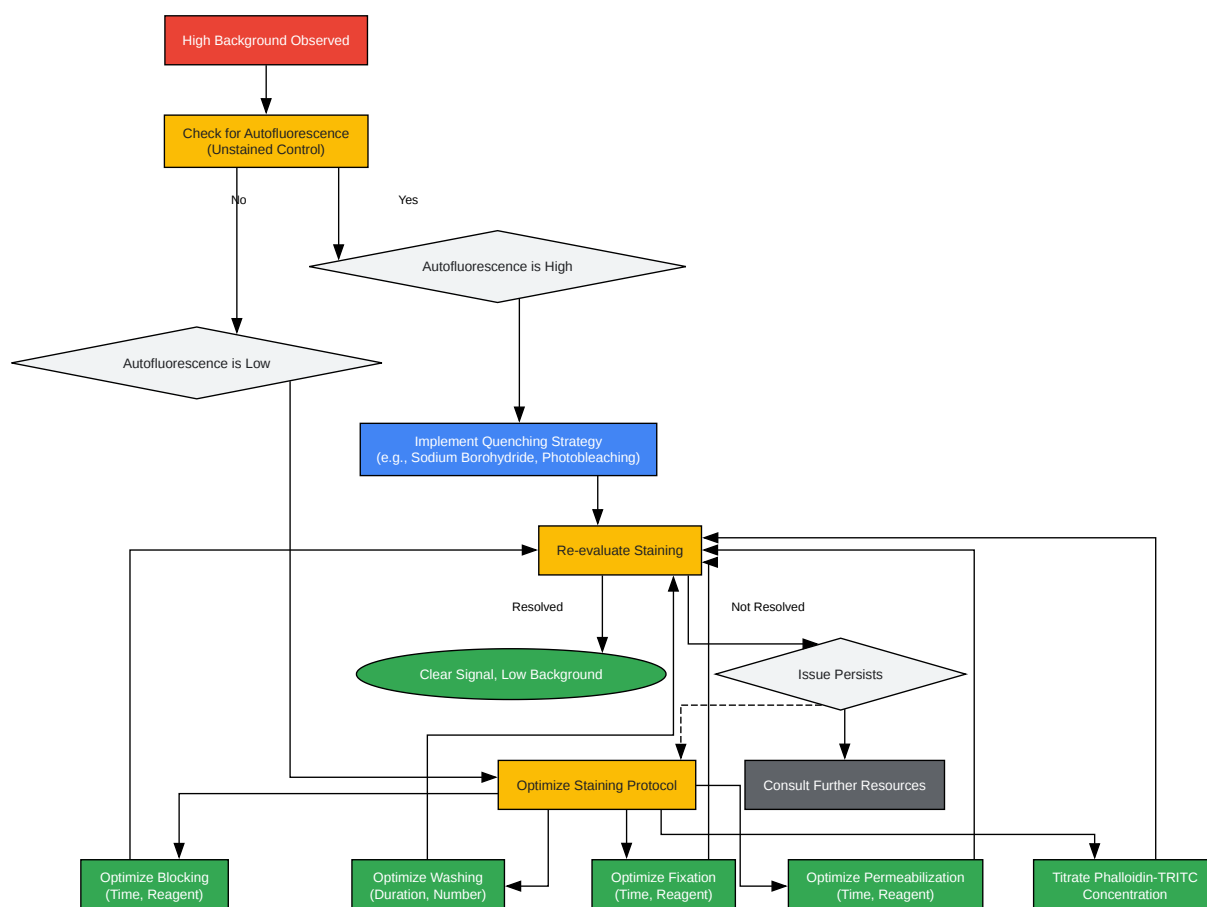 High Background Observed
Check for Autofluorescence
(Unstained Control)
No
Yes
Autofluorescence is High
Autofluorescence is Low
Implement Quenching Strategy
(e.g., Sodium Borohydride, Photobleaching)
Re-evaluate Staining
Resolved
Not Resolved
Clear Signal, Low Background
Issue Persists
Optimize Staining Protocol
Consult Further Resources
Optimize Blocking
(Time, Reagent)
Optimize Washing
(Duration, Number)
Optimize Fixation
(Time, Reagent)
Optimize Permeabilization
(Time, Reagent)
Titrate Phalloidin-TRITC
Concentration